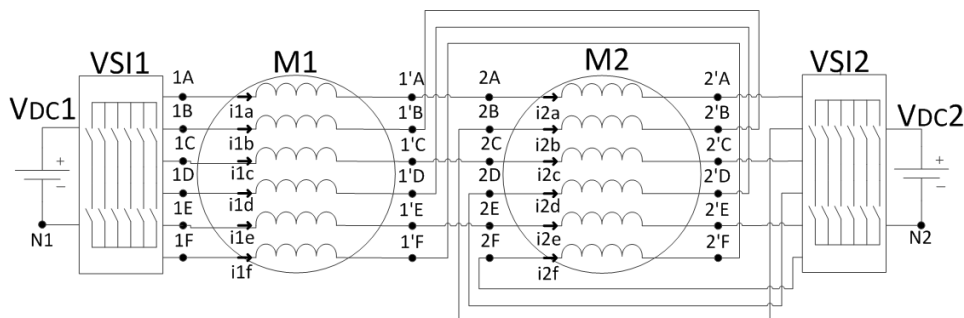 VSI1
M1
M2
VSI2
VDC1
VDC2
1A
1B
1C
1D
1E
1F
i1a
i1b
i1c
i1d
i1e
i1f
1'A
1'B
1'C
1'D
1'E
1'F
2A
2B
2C
2D
2E
2F
i2a
i2b
i2c
i2d
i2e
i2f
2'A
2'B
2'C
2'D
2'E
2'F
+
−
N1
+
−
N2